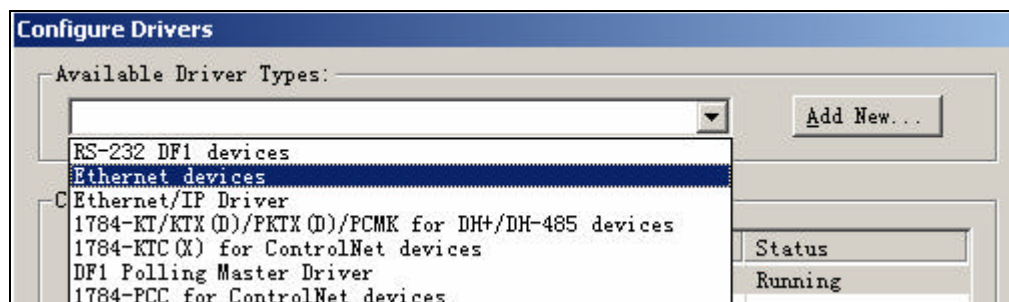 Configure Drivers
Available Driver Types:
Add New...
RS-232 DF1 devices
Ethernet devices
Ethernet/IP Driver
1784-KT/KTX(D)/PKTX(D)/PCMK for DH+/DH-485 devices
1784-KTC(X) for ControlNet devices
Status
DF1 Polling Master Driver
Running
1784-PCC for ControlNet devices